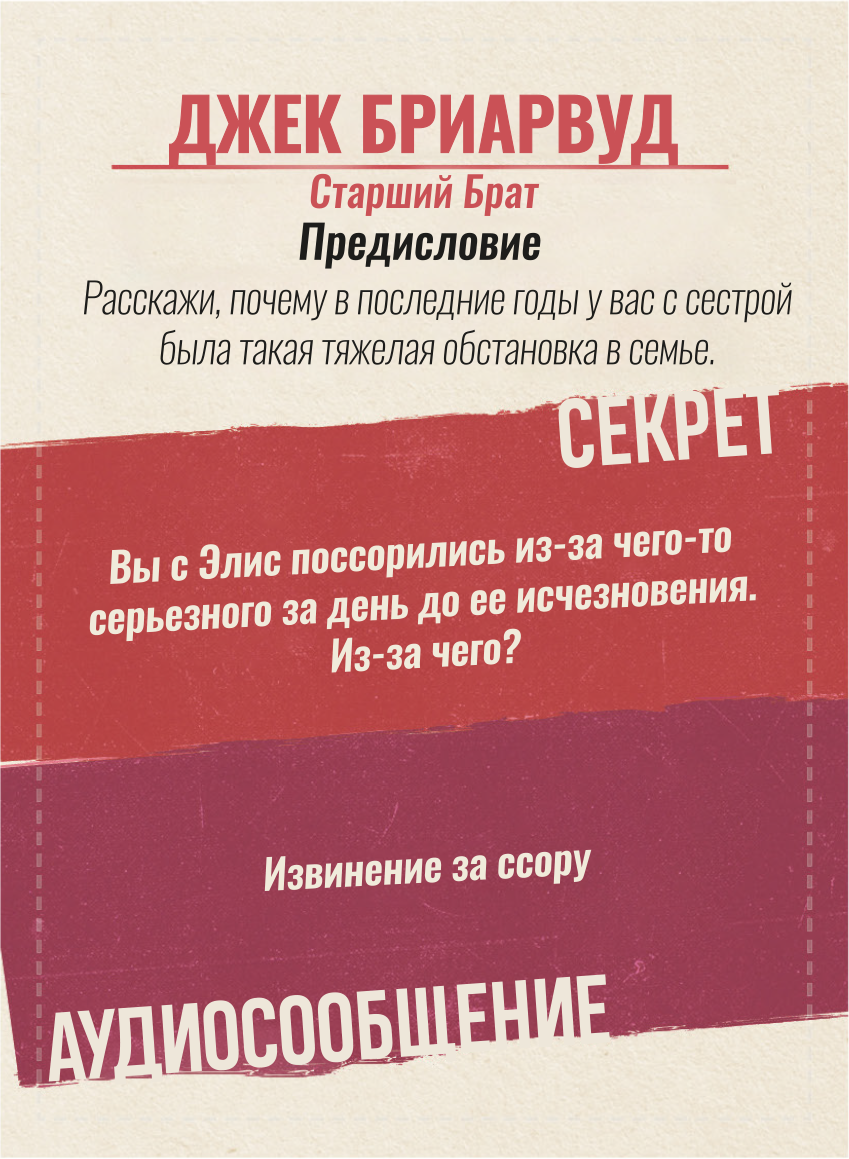 ДЖЕК БРИАРВУД
Старший Брат
Предисловие
Расскажи, почему в последние годы у вас с сестрой
была такая тяжелая обстановка в семье.
СЕКРЕТ
Вы с Элис поссорились из-за чего-то
серьезного за день до ее исчезновения.
Из-за чего?
Извинение за ссору
АУДИОСООБЩЕНИЕ